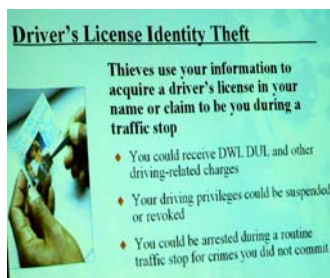 Driver's License Identity Theft
Thieves use your information to
acquire a driver's license in your
name or claim to be you during a
traffic stop
You could receive DWI, DUI, and other
driving-related charges
Your driving privileges could be suspended
or revoked
You could be arrested during a routine
traffic stop for crimes you did not commit